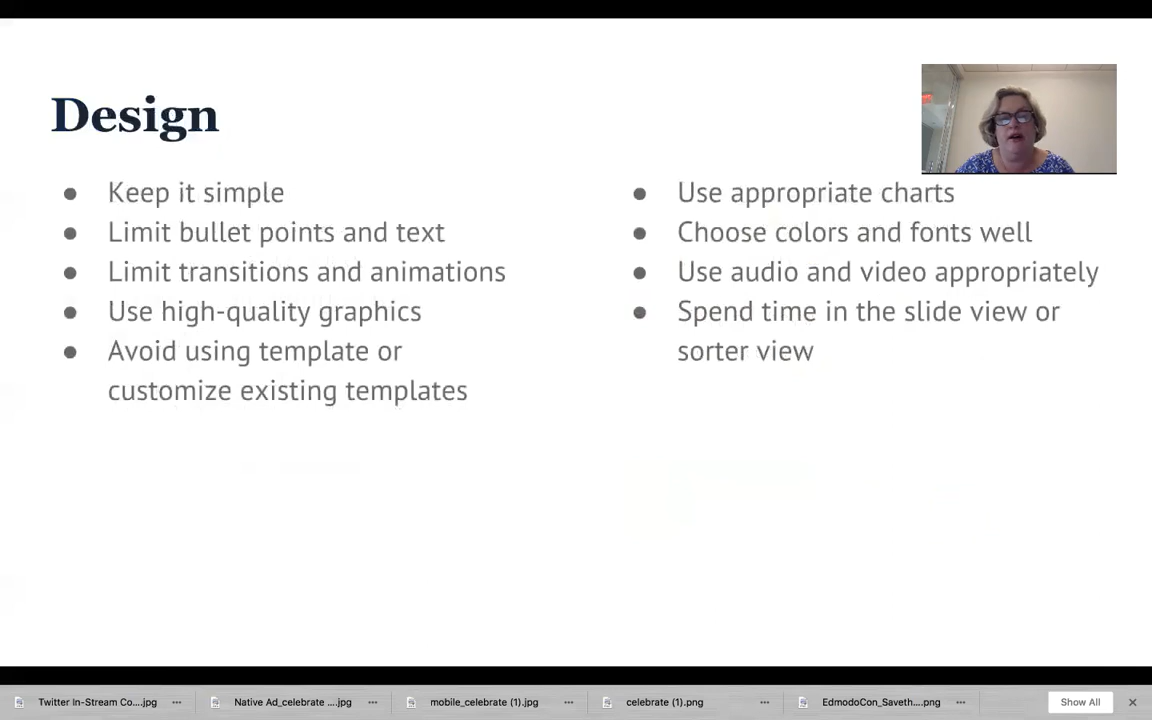 Design
Keep it simple
Limit bullet points and text
Limit transitions and animations
Use high-quality graphics
Avoid using template or
customize existing templates
Use appropriate charts
Choose colors and fonts well
Use audio and video appropriately
Spend time in the slide view or
sorter view
Twitter In-Stream Co....jpg
Native Ad_celebrate ....jpg
mobile_celebrate (1).jpg
celebrate (1).png
EdmodoCon_Saveth....png
Show All